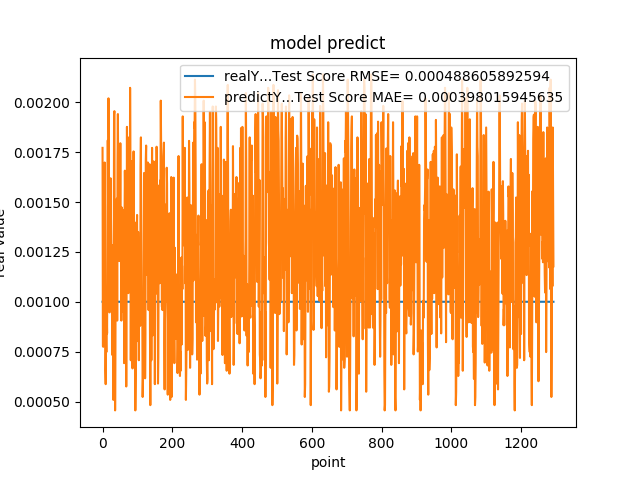 model predict
realY...Test Score RMSE= 0.000488605892594
predictY...Test Score MAE= 0.000398015945635
0.00200
0.00175
0.00150
0.00125
0.00100
0.00075
0.00050
real value
0 200 400 600 800 1000 1200
point